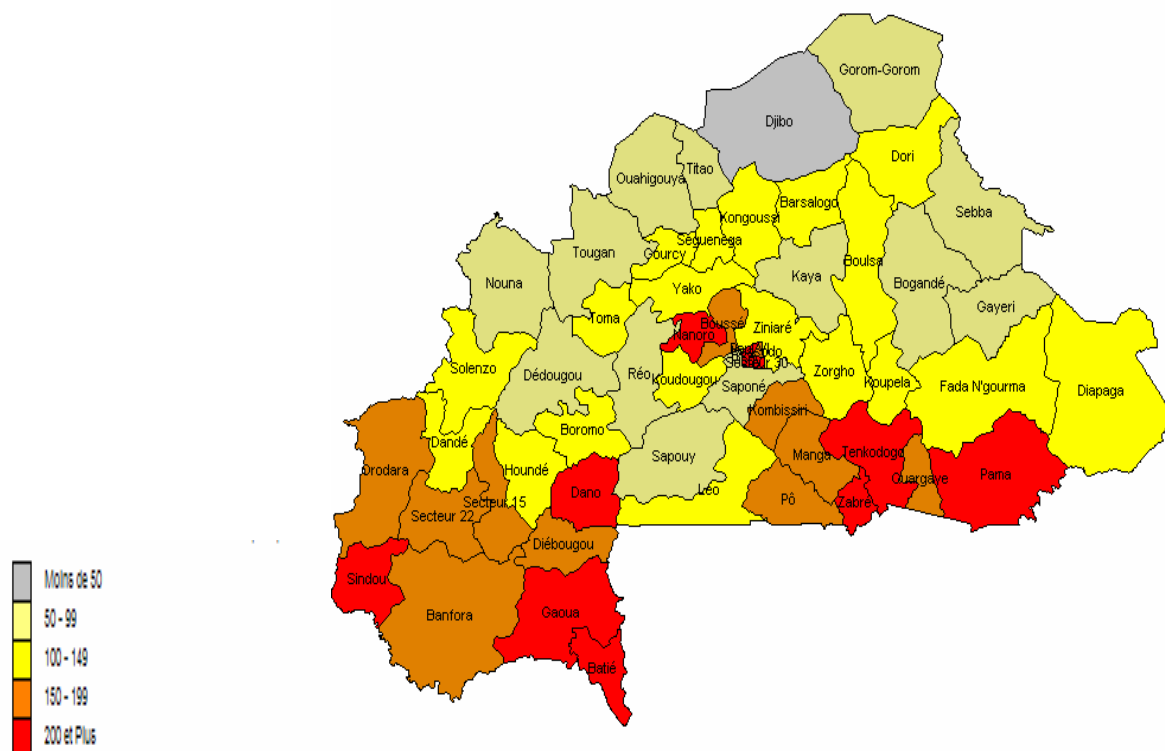 Gorom-Gorom
Djibo
Dori
Titao
Ouahigouya
Barsalogo
Sebba
Kongoussi
Séguenéga
Gourcy
Tougan
Boulsa
Kaya
Bogandé
Nouna
Yako
Gayeri
Toma
Boussé
Ziniaré
Nanoro
Secteur 30
Zorgho
Koupela
Solenzo
Dédougou
Réo
Koudougou
Saponé
Fada N'gourma
Diapaga
Kombissiri
Boromo
Dandé
Houndé
Sapouy
Manga
Tenkodogo
Orodara
Pama
Ouargaye
Dano
Léo
Pô
Zabré
Secteur 15
Secteur 22
Diébougou
Sindou
Banfora
Gaoua
Batié
Moins de 50
50 - 99
100 - 149
150 - 199
200 et Plus